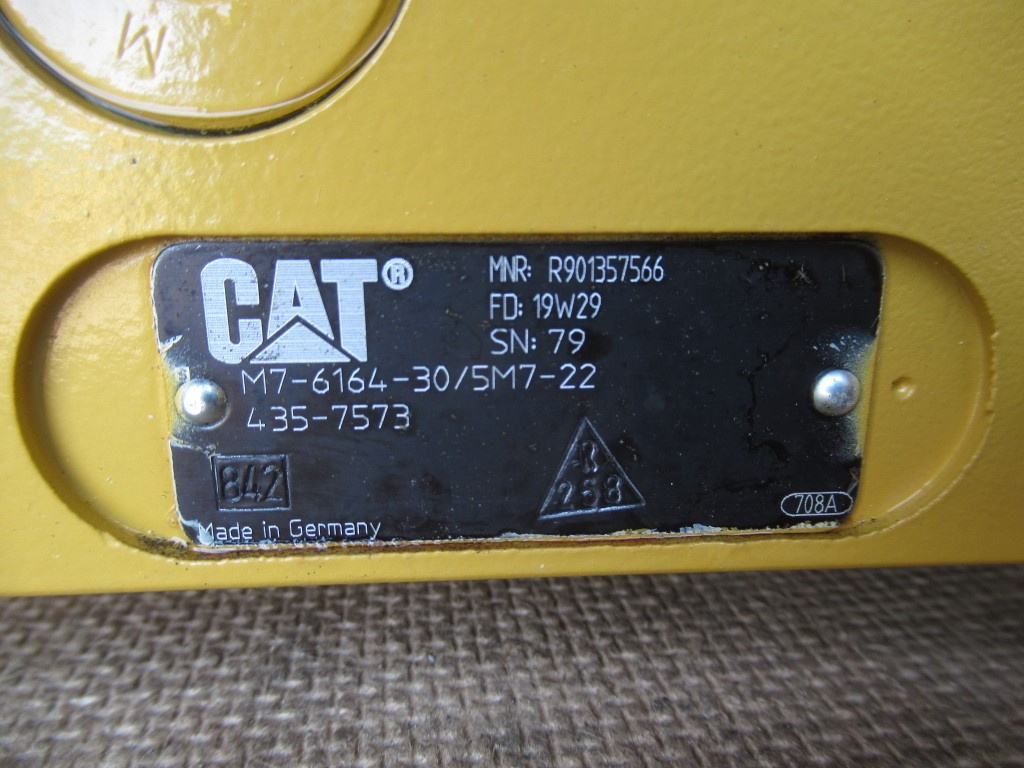 CAT®
MNR: R901357566
FD: 19W29
SN: 79
M7-6164-30/5M7-22
435-7573
842
268
708A
Made in Germany